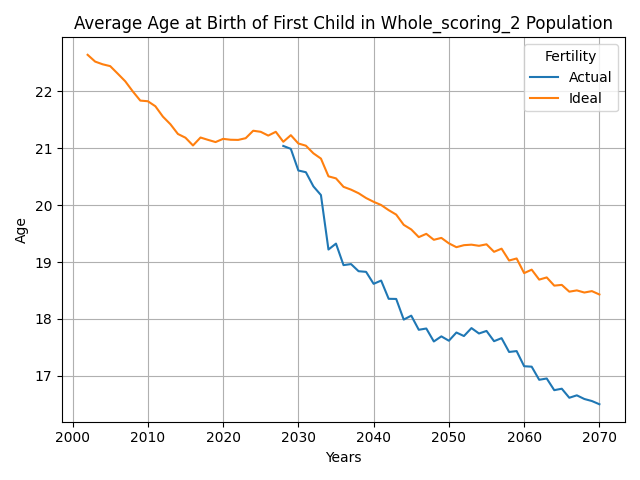 Average Age at Birth of First Child in Whole_scoring_2 Population
Fertility
Actual
Ideal
Age
22
21
20
19
18
17
2000 2010 2020 2030 2040 2050 2060 2070
Years